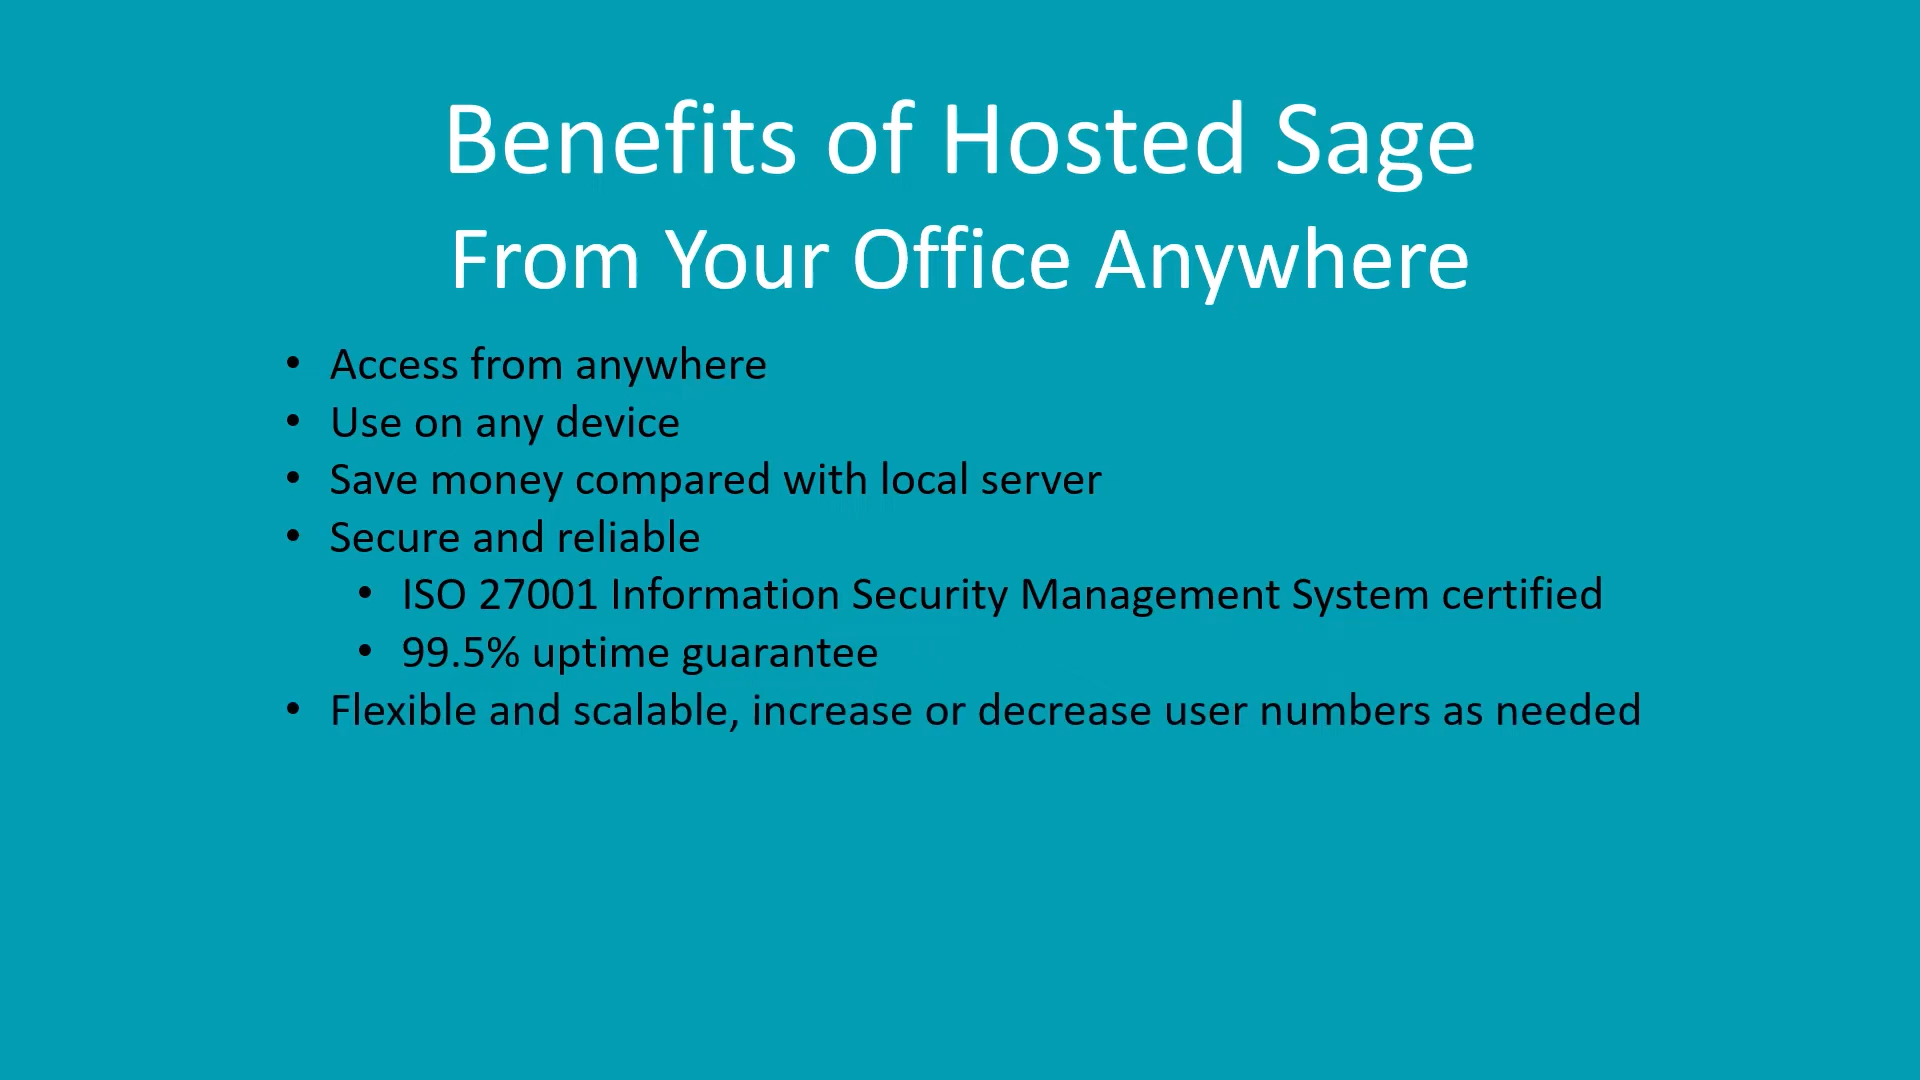 Benefits of Hosted Sage
From Your Office Anywhere
• Access from anywhere
• Use on any device
• Save money compared with local server
• Secure and reliable
• ISO 27001 Information Security Management System certified
• 99.5% uptime guarantee
• Flexible and scalable, increase or decrease user numbers as needed